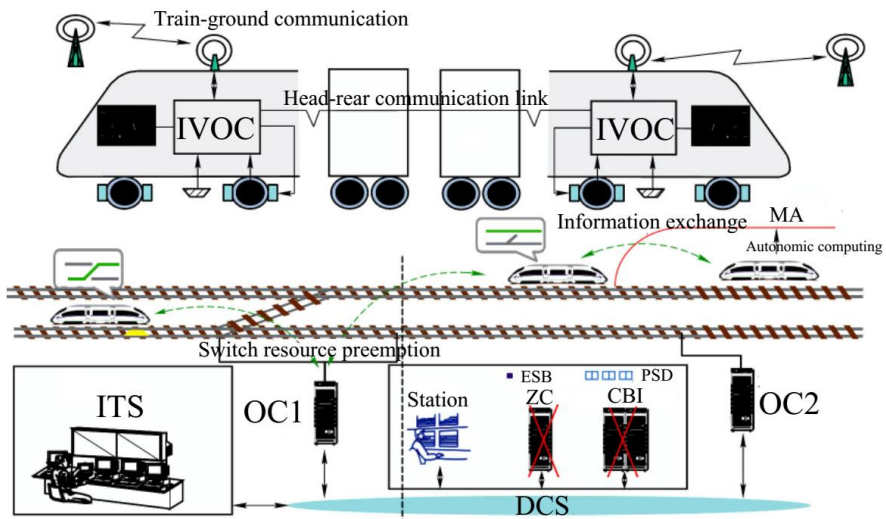 Train-ground communication
Head-rear communication link
IVOC
IVOC
Information exchange
MA
Autonomic computing
Switch resource preemption
ITS
OC1
Station
ESB
PSD
ZC
CBI
OC2
DCS